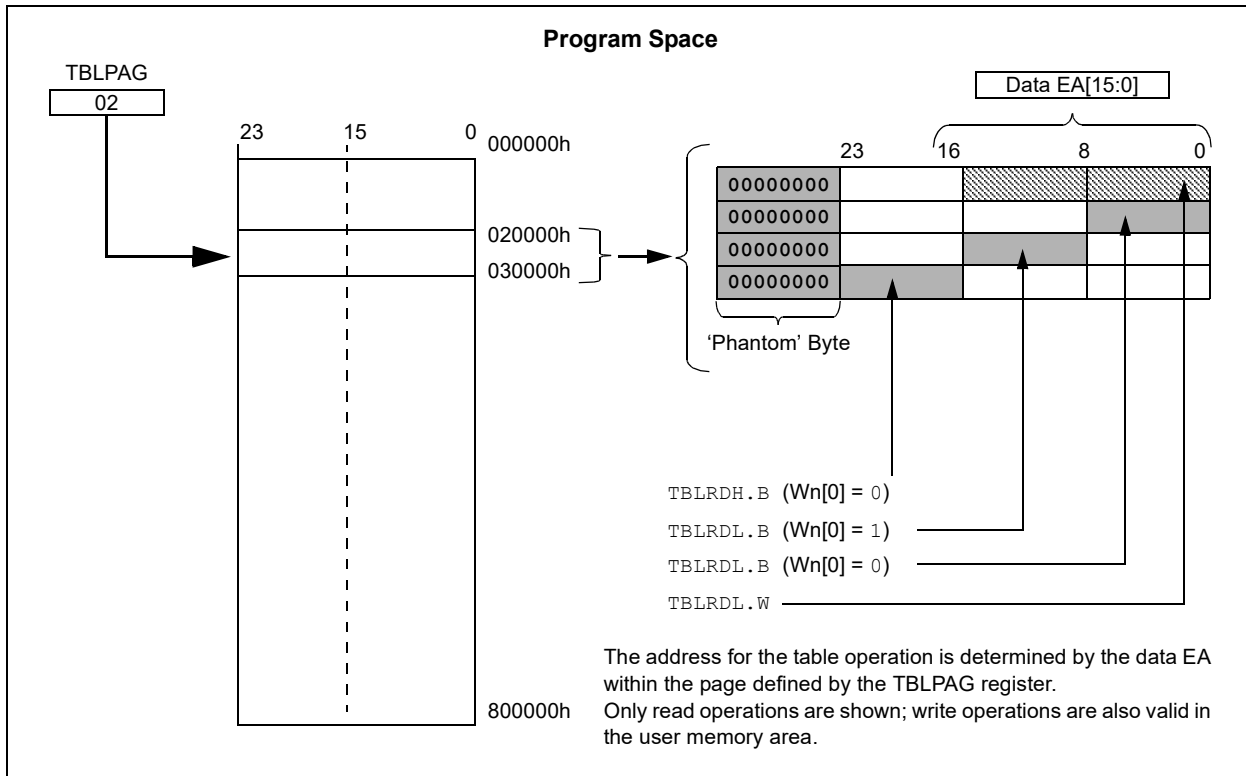 Program Space
TBLPAG
02
Data EA[15:0]
23 15 0
000000h
23 16 8 0
00000000
00000000
020000h
00000000
030000h
00000000
‘Phantom’ Byte
TBLRDH.B (Wn[0] = 0)
TBLRDL.B (Wn[0] = 1)
TBLRDL.B (Wn[0] = 0)
TBLRDL.W
The address for the table operation is determined by the data EA
within the page defined by the TBLPAG register.
800000h
Only read operations are shown; write operations are also valid in
the user memory area.